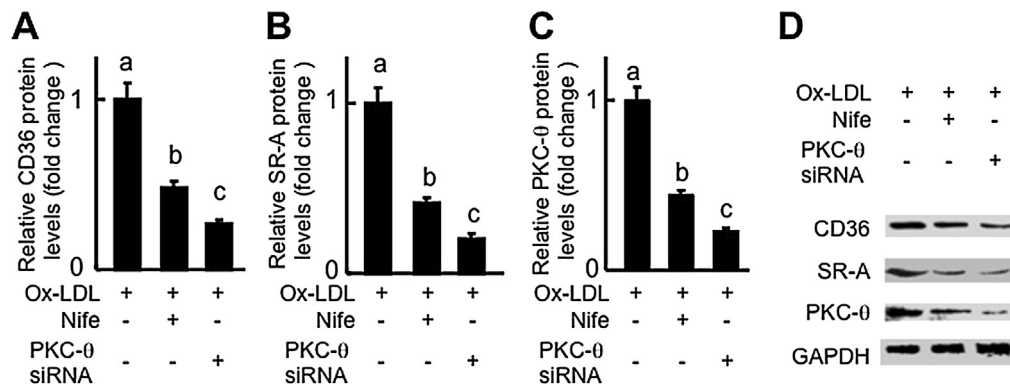 A
Relative CD36 protein
levels (fold change )
1
0
a
b
c
Ox-LDL + + +
Nife - + -
PKC-θ
siRNA - - +
B
Relative SR-A protein
levels (fold change )
1
0
a
b
c
+ + +
Nife - + -
PKC-θ
siRNA - - +
C
Relative PKC-θ protein
levels (fold change )
1
0
a
b
c
Ox-LDL + + +
Nife - + -
PKC-θ
siRNA - - +
D
Ox-LDL + + +
Nife - + -
PKC-θ
siRNA - - +
CD36
SR-A
PKC-θ
GAPDH